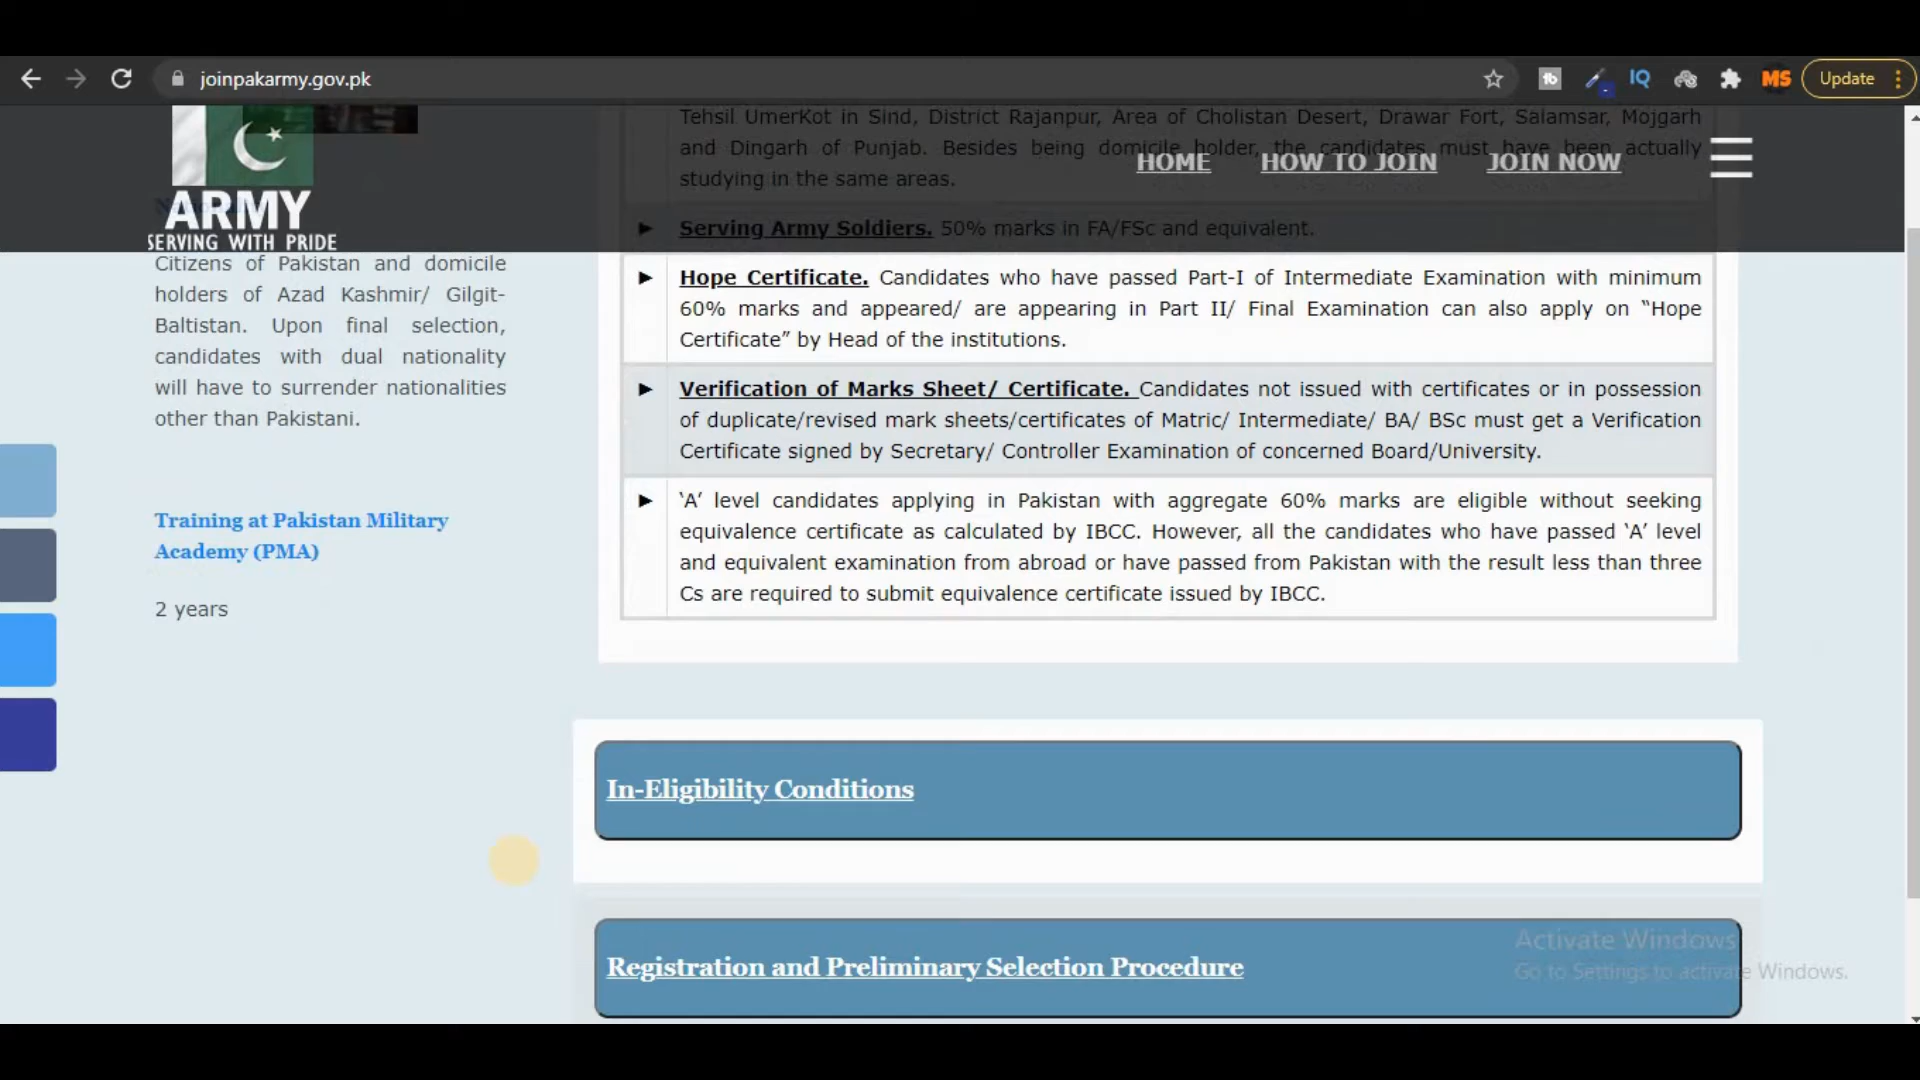 joinpakarmy.gov.pk
IQ
MS
Update
ARMY
SERVING WITH PRIDE
HOME
HOW TO JOIN
JOIN NOW
Citizens of Pakistan and domicile
holders of Azad Kashmir/ Gilgit-
Baltistan. Upon final selection,
candidates with dual nationality
will have to surrender nationalities
other than Pakistani.
Training at Pakistan Military
Academy (PMA)
2 years
Tehsil UmerKot in Sind, District Rajanpur, Area of Cholistan Desert, Drawar Fort, Salamsar, Mojgarh
and Dingarh of Punjab. Besides being domicile holder, the candidates must have been actually
studying in the same areas.
► Serving Army Soldiers. 50% marks in FA/FSc and equivalent.
► Hope Certificate. Candidates who have passed Part-I of Intermediate Examination with minimum
60% marks and appeared/ are appearing in Part II/ Final Examination can also apply on “Hope
Certificate” by Head of the institutions.
► Verification of Marks Sheet/ Certificate. Candidates not issued with certificates or in possession
of duplicate/revised mark sheets/certificates of Matric/ Intermediate/ BA/ BSc must get a Verification
Certificate signed by Secretary/ Controller Examination of concerned Board/University.
► ‘A’ level candidates applying in Pakistan with aggregate 60% marks are eligible without seeking
equivalence certificate as calculated by IBCC. However, all the candidates who have passed ‘A’ level
and equivalent examination from abroad or have passed from Pakistan with the result less than three
Cs are required to submit equivalence certificate issued by IBCC.
In-Eligibility Conditions
Registration and Preliminary Selection Procedure
Activate Windows
Go to Settings to activate Windows.